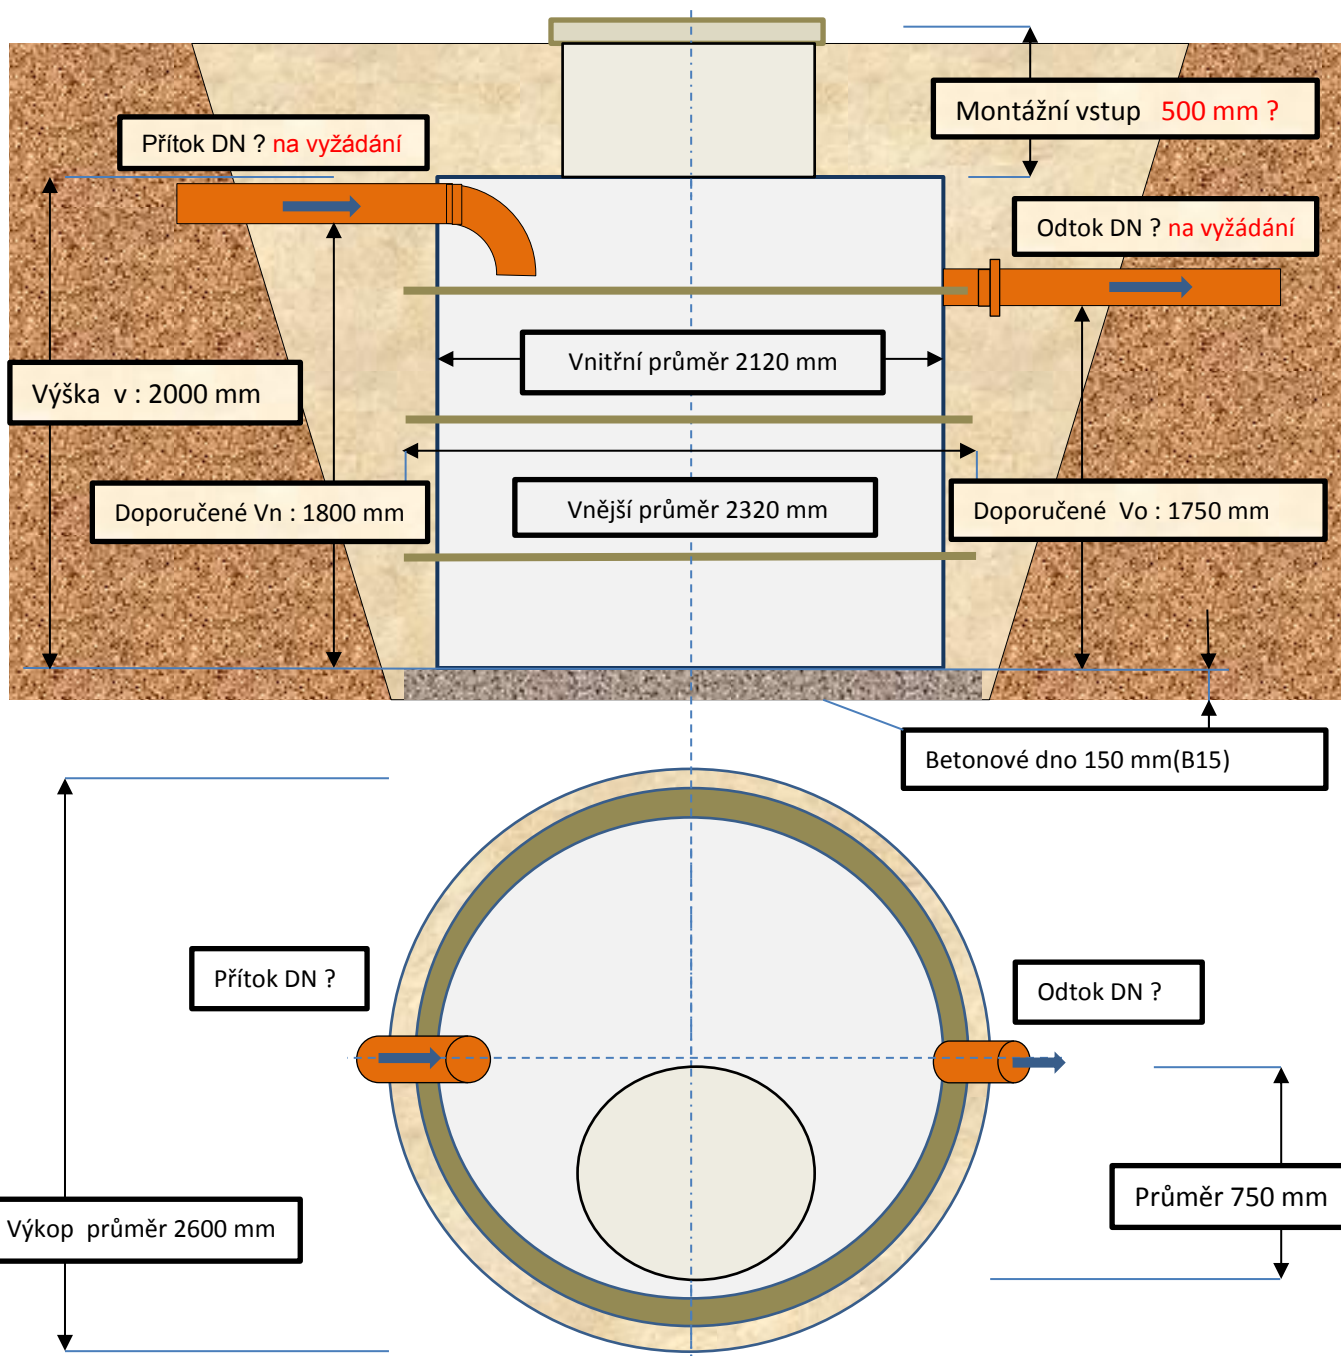 Montážní vstup 500 mm ?
Přítok DN ? na vyžádání
Odtok DN ? na vyžádání
Vnitřní průměr 2120 mm
Výška v : 2000 mm
Doporučené Vn : 1800 mm
Vnější průměr 2320 mm
Doporučené Vo : 1750 mm
Betonové dno 150 mm(B15)
Přítok DN ?
Odtok DN ?
Průměr 750 mm
Výkop průměr 2600 mm